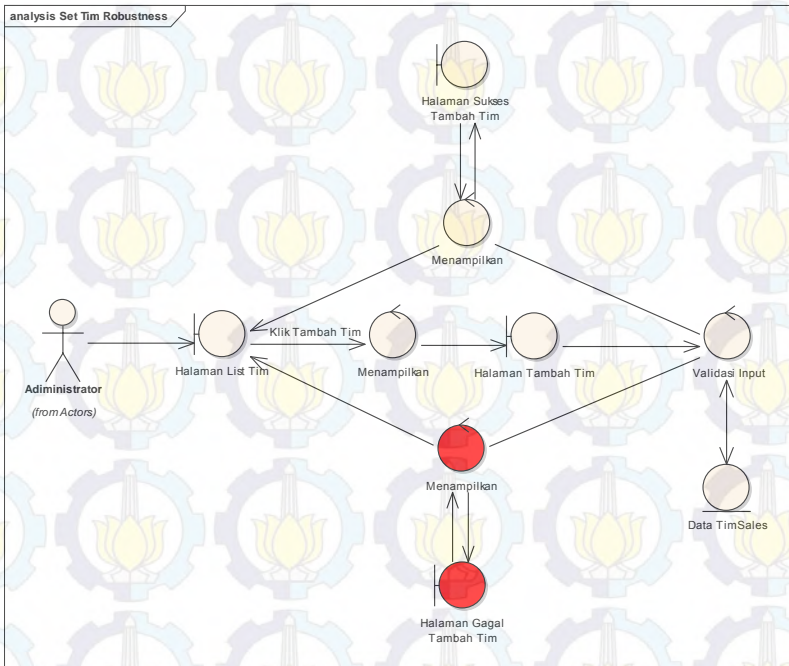 analysis Set Tim Robustness
Halaman Sukses
Tambah Tim
Menampilkan
Klik Tambah Tim
Adiministrator
(from Actors)
Halaman List Tim
Menampilkan
Halaman Tambah Tim
Validasi Input
Menampilkan
Data TimSales
Halaman Gagal
Tambah Tim